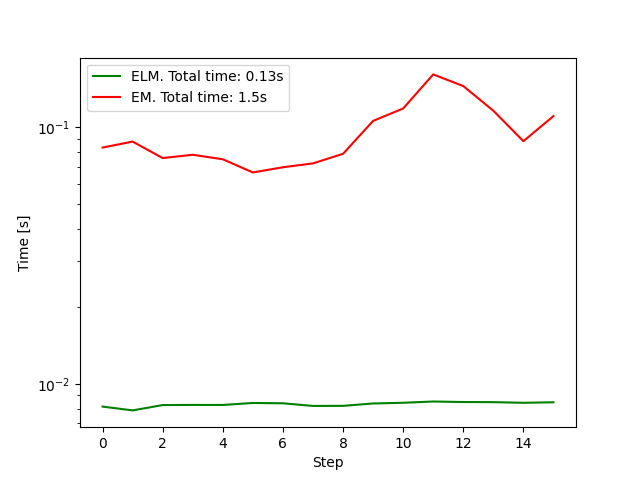 ELM. Total time: 0.13s
EM. Total time: 1.5s
10⁻¹
10⁻²
Time [s]
0 2 4 6 8 10 12 14
Step